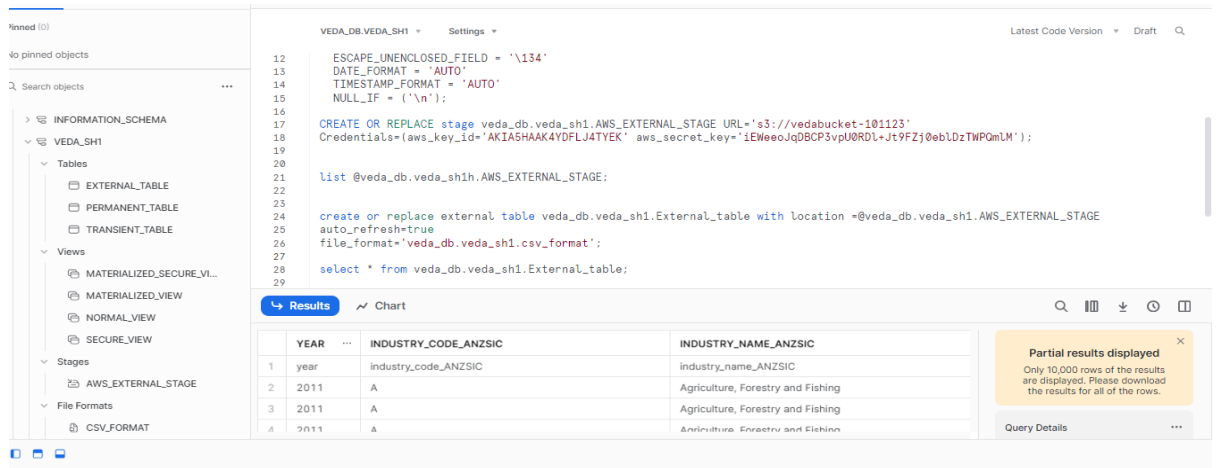 Pinned (0)
No pinned objects
Search objects ...
INFORMATION_SCHEMA
VEDA_SH1
Tables
EXTERNAL_TABLE
PERMANENT_TABLE
TRANSIENT_TABLE
Views
MATERIALIZED_SECURE_VI...
MATERIALIZED_VIEW
NORMAL_VIEW
SECURE_VIEW
Stages
AWS_EXTERNAL_STAGE
File Formats
CSV_FORMAT
VEDA_DB.VEDA_SH1 Settings Latest Code Version Draft
12 ESCAPE_UNENCLOSED_FIELD = '\134'
13 DATE_FORMAT = 'AUTO'
14 TIMESTAMP_FORMAT = 'AUTO'
15 NULL_IF = ('\n');
16
17 CREATE OR REPLACE stage veda_db.veda_sh1.AWS_EXTERNAL_STAGE URL='s3://vedabucket-101123'
18 Credentials=(aws_key_id='AKIA5HAAK4YDFLJ4TYEK' aws_secret_key='iEWeeoJqDBCP3vpU0RDl+Jt9FZj0eblDzTWPQmlM');
19
20
21 list @veda_db.veda_sh1h.AWS_EXTERNAL_STAGE;
22
23
24 create or replace external table veda_db.veda_sh1.External_table with location =@veda_db.veda_sh1.AWS_EXTERNAL_STAGE
25 auto_refresh=true
26 file_format='veda_db.veda_sh1.csv_format';
27
28 select * from veda_db.veda_sh1.External_table;
29
Results Chart
YEAR ... INDUSTRY_CODE_ANZSIC INDUSTRY_NAME_ANZSIC
1 year industry_code_ANZSIC industry_name_ANZSIC
2 2011 A Agriculture, Forestry and Fishing
3 2011 A Agriculture, Forestry and Fishing
4 2011 A Agriculture, Forestry and Fishing
Partial results displayed
Only 10,000 rows of the results
are displayed. Please download
the results for all of the rows.
Query Details ...